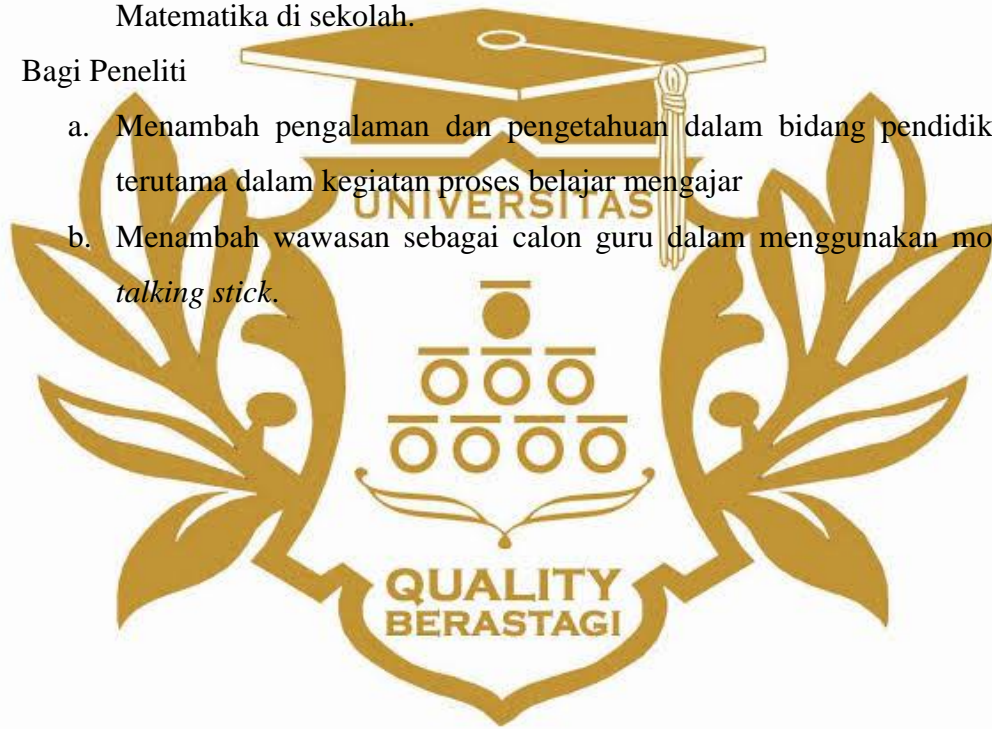 Matematika di sekolah.
Bagi Peneliti
a. Menambah pengalaman dan pengetahuan dalam bidang pendidik
terutama dalam kegiatan proses belajar mengajar
UNIVERSITAS
b. Menambah wawasan sebagai calon guru dalam menggunakan mo
talking stick.
QUALITY
BERASTAGI